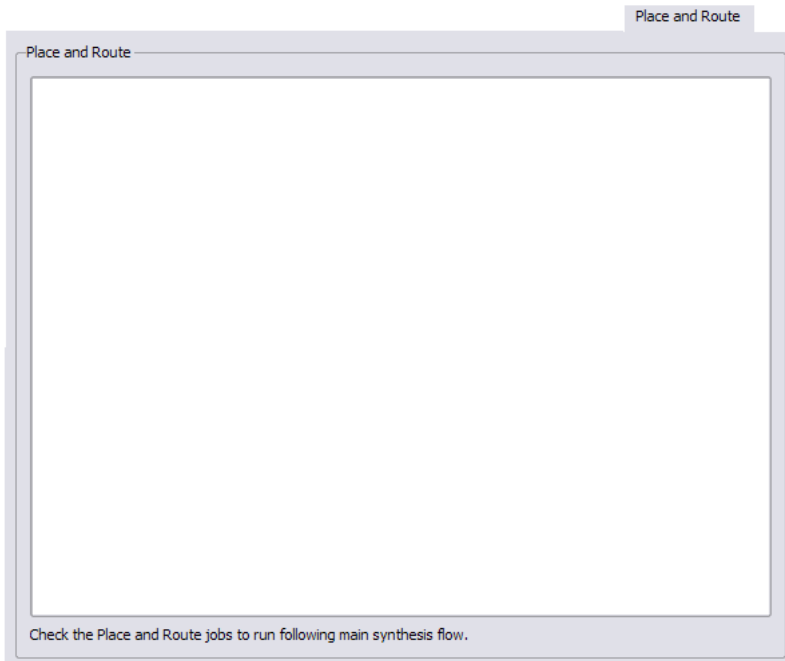 Place and Route
Place and Route
Check the Place and Route jobs to run following main synthesis flow.